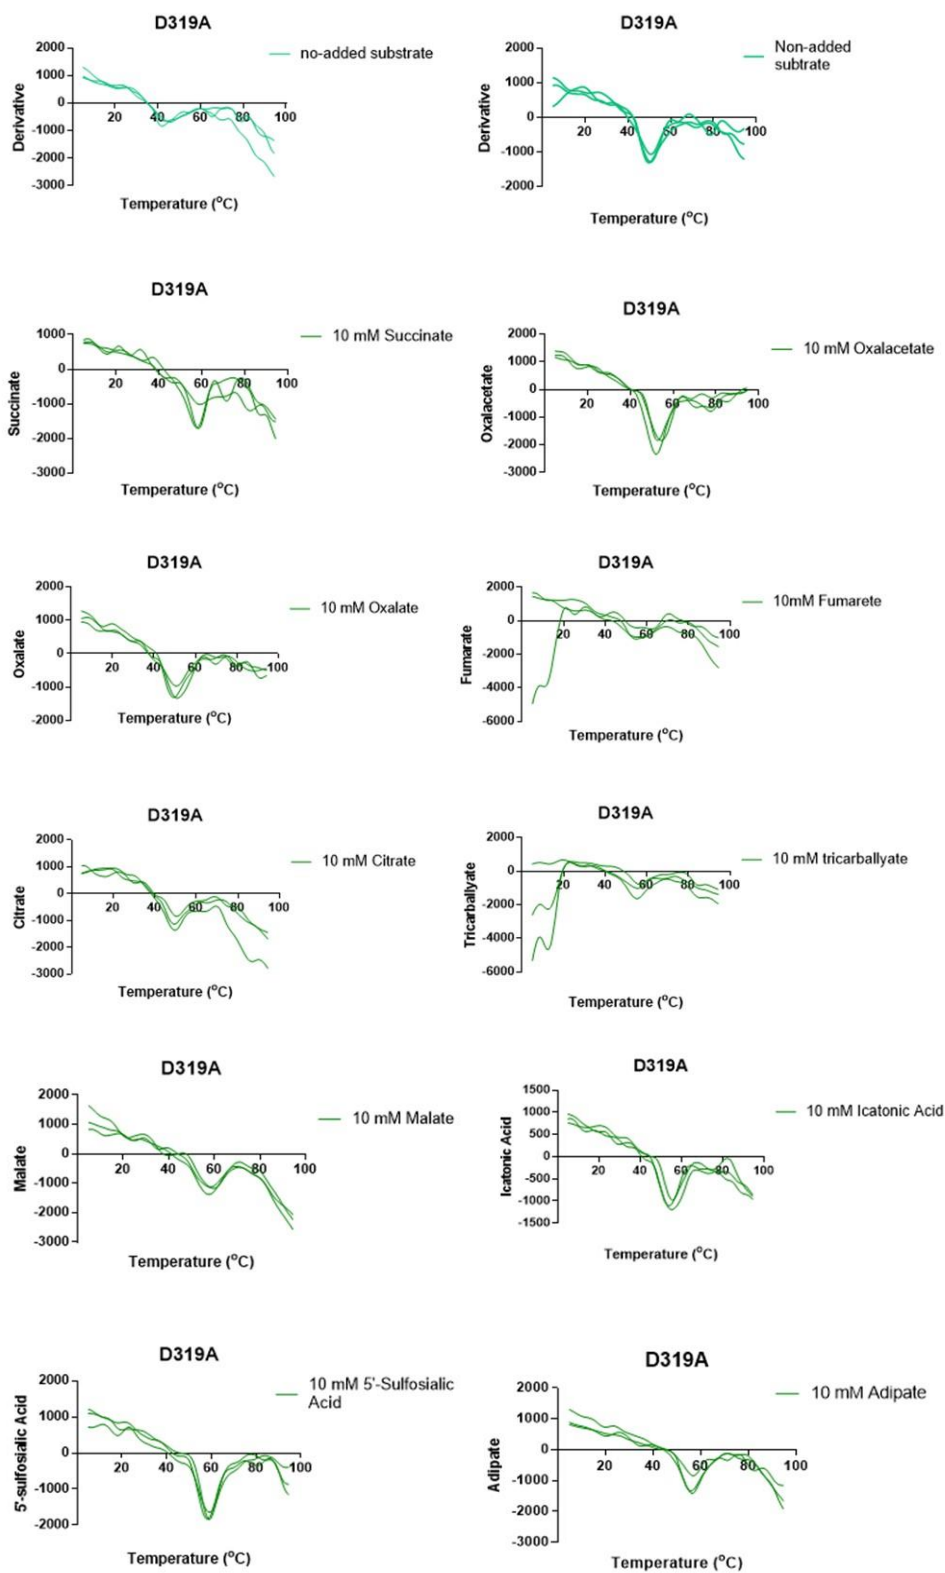 D319A
2000
1000
0
-1000
-2000
-3000
Derivative
20 40 60 80 100
Temperature (°C)
no-added substrate
D319A
2000
1000
0
-1000
-2000
Derivative
20 40 60 80 100
Temperature (°C)
Non-added
subtrate
D319A
1000
0
-1000
-2000
-3000
Succinate
20 40 60 80 100
Temperature (°C)
10 mM Succinate
D319A
2000
1000
0
-1000
-2000
-3000
Oxalacetate
20 40 60 80 100
Temperature (°C)
10 mM Oxalacetate
D319A
2000
1000
0
-1000
-2000
Oxalate
20 40 60 80 100
Temperature (°C)
10 mM Oxalate
D319A
2000
0
-2000
-4000
-6000
Fumarate
20 40 60 80 100
Temperature (°C)
10mM Fumarete
D319A
2000
1000
0
-1000
-2000
-3000
Citrate
20 40 60 80 100
Temperature (°C)
10 mM Citrate
D319A
2000
0
-2000
-4000
-6000
Tricarballyate
20 40 60 80 100
Temperature (°C)
10 mM tricarballyate
D319A
2000
1000
0
-1000
-2000
-3000
Malate
20 40 60 80 100
Temperature (°C)
10 mM Malate
D319A
1500
1000
500
0
-500
-1000
-1500
Icatonic Acid
20 40 60 80 100
Temperature (°C)
10 mM Icatonic Acid
D319A
2000
1000
0
-1000
-2000
5'-sulfosialic Acid
20 40 60 80 100
Temperature (°C)
10 mM 5'-Sulfosialic
Acid
D319A
2000
1000
0
-1000
-2000
-3000
Adipate
20 40 60 80 100
Temperature (°C)
10 mM Adipate